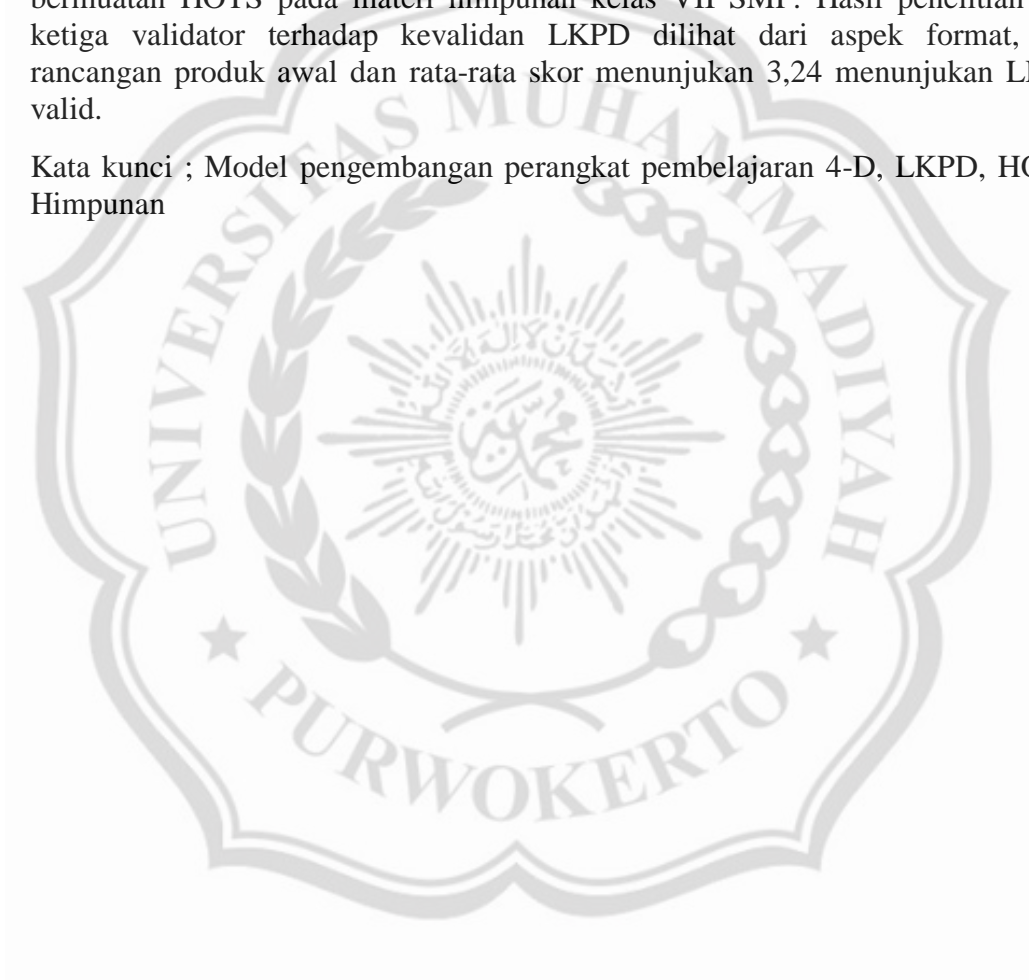 bermuatan HOTS pada materi himpunan kelas VII SMP. Hasil penelitian
ketiga validator terhadap kevalidan LKPD dilihat dari aspek format,
rancangan produk awal dan rata-rata skor menunjukan 3,24 menunjukan
valid.
Kata kunci ; Model pengembangan perangkat pembelajaran 4-D, LKPD,
Himpunan
UNIVERSITAS MUHAMMADIYAH
PURWOKERTO